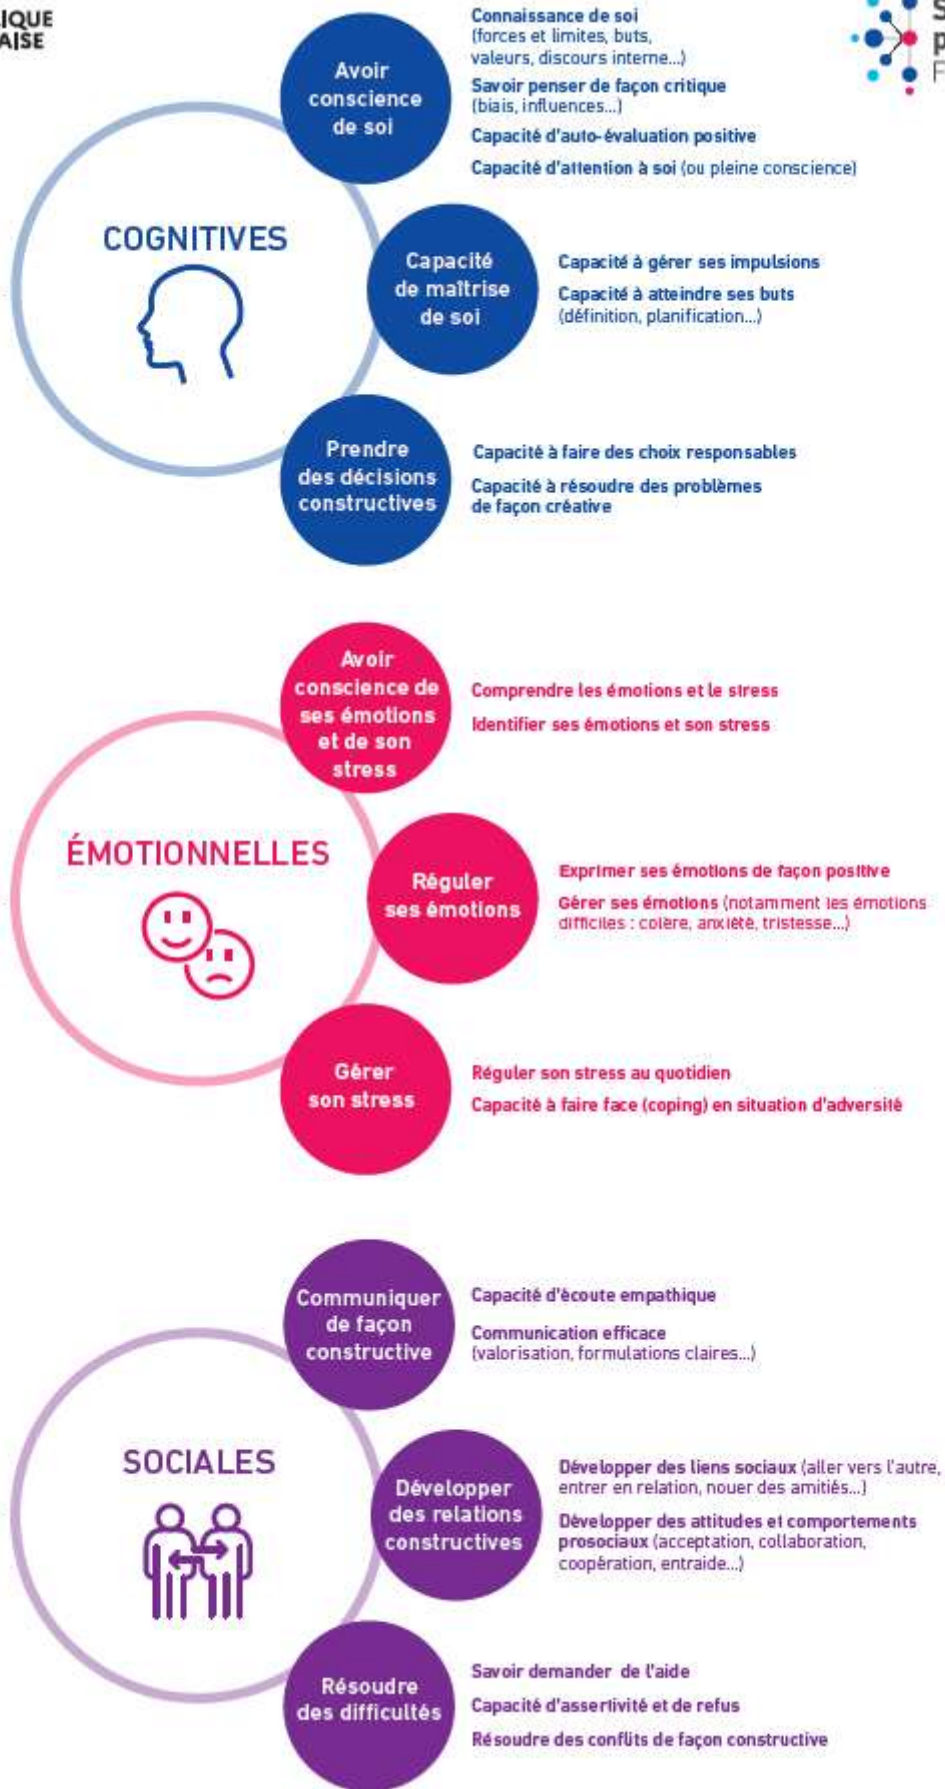 Avoir
conscience
de soi
Connaissance de soi
(forces et limites, buts,
valeurs, discours interne...)
Savoir penser de façon critique
(biais, influences...)
Capacité d'auto-évaluation positive
Capacité d'attention à soi (ou pleine conscience)
COGNITIVES
Capacité
de maîtrise
de soi
Capacité à gérer ses impulsions
Capacité à atteindre ses buts
(définition, planification...)
Prendre
des décisions
constructives
Capacité à faire des choix responsables
Capacité à résoudre des problèmes
de façon créative
Avoir
conscience de
ses émotions
et de son
stress
Comprendre les émotions et le stress
Identifier ses émotions et son stress
ÉMOTIONNELLES
Réguler
ses émotions
Exprimer ses émotions de façon positive
Gérer ses émotions (notamment les émotions
difficiles : colère, anxiété, tristesse...)
Gérer
son stress
Réguler son stress au quotidien
Capacité à faire face (coping) en situation d'adversité
Communiquer
de façon
constructive
Capacité d'écoute empathique
Communication efficace
(valorisation, formulations claires...)
SOCIALES
Développer
des relations
constructives
Développer des liens sociaux (aller vers l'autre,
entrer en relation, nouer des amitiés...)
Développer des attitudes et comportements
prosociaux (acceptation, collaboration,
coopération, entraide...)
Résoudre
des difficultés
Savoir demander de l'aide
Capacité d'assertivité et de refus
Résoudre des conflits de façon constructive